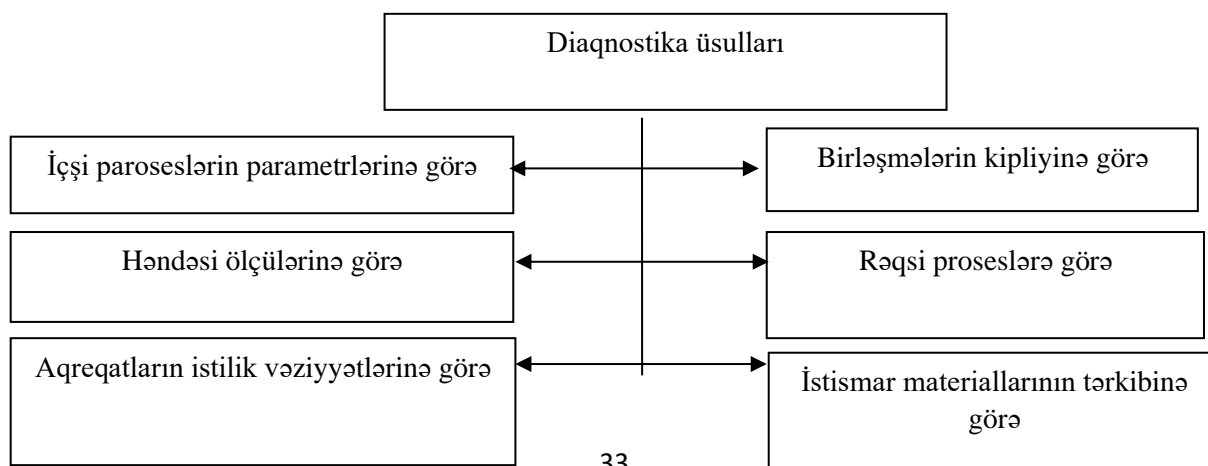 Diaqnostika üsulları
İçşi paroseslərin parametrlərinə görə
Birləşmələrin kipliyinə görə
Həndəsi ölçülərinə görə
Rəqsi proseslərə görə
Aqreqatların istilik vəziyyətlərinə görə
İstismar materiallarının tərkibinə
görə
33